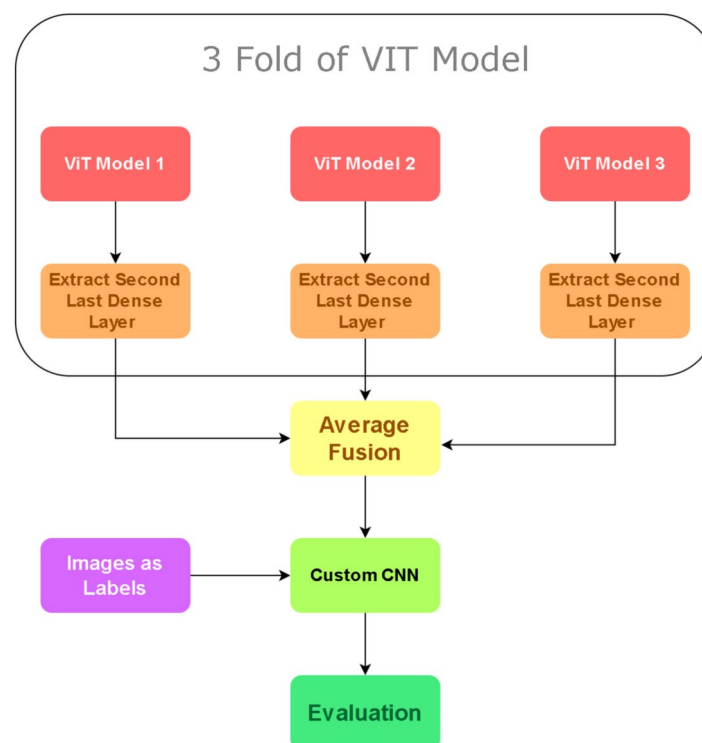 3 Fold of VIT Model
ViT Model 1
ViT Model 2
ViT Model 3
Extract Second
Last Dense
Layer
Extract Second
Last Dense
Layer
Extract Second
Last Dense
Layer
Average
Fusion
Images as
Labels
Custom CNN
Evaluation